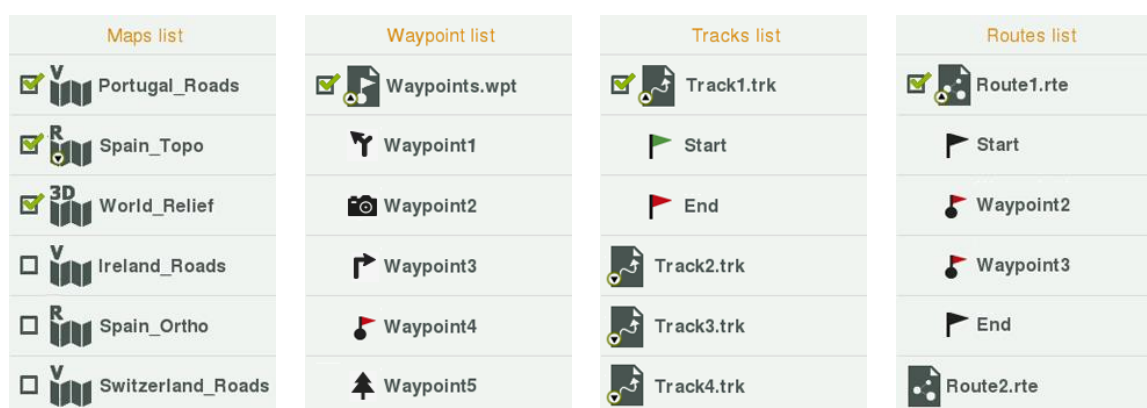 Maps list
V
Portugal_Roads
R
Spain_Topo
3D
World_Relief
V
Ireland_Roads
R
Spain_Ortho
V
Switzerland_Roads
Waypoint list
Waypoints.wpt
Waypoint1
Waypoint2
Waypoint3
Waypoint4
Waypoint5
Tracks list
Track1.trk
Start
End
Track2.trk
Track3.trk
Track4.trk
Routes list
Route1.rte
Start
Waypoint2
Waypoint3
End
Route2.rte